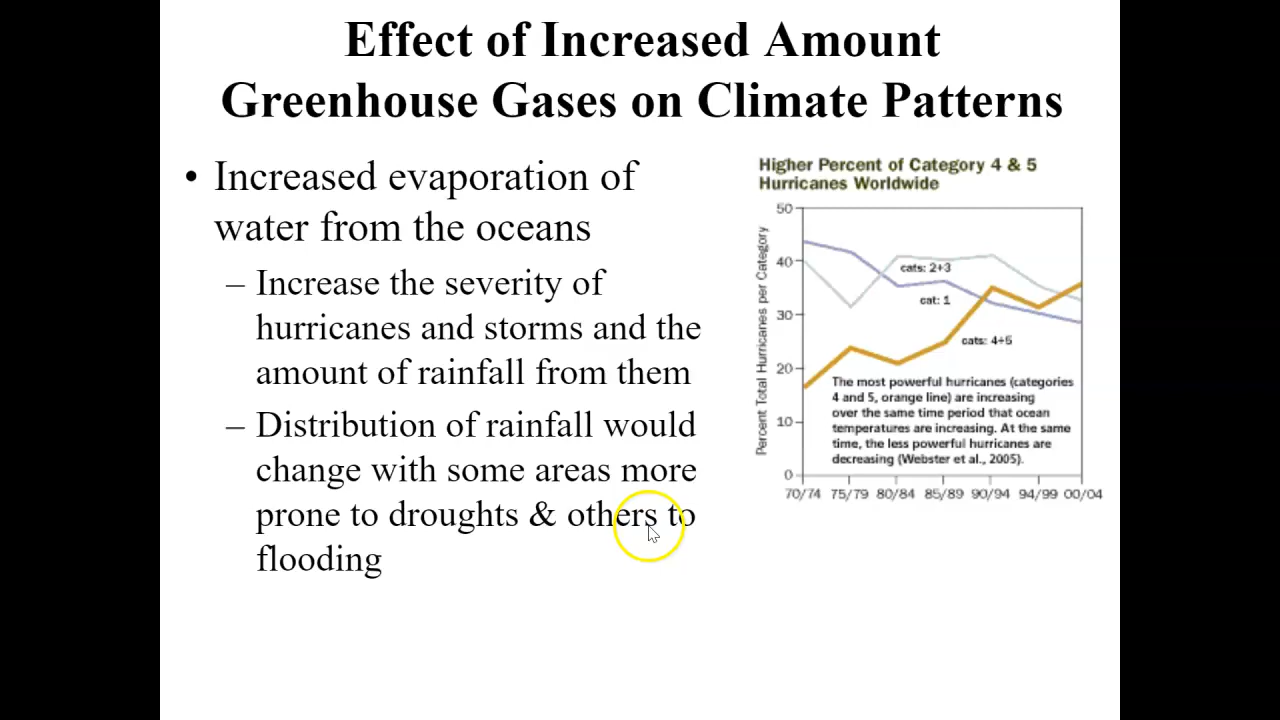 Effect of Increased Amount
Greenhouse Gases on Climate Patterns
• Increased evaporation of
water from the oceans
– Increase the severity of
hurricanes and storms and the
amount of rainfall from them
– Distribution of rainfall would
change with some areas more
prone to droughts & others to
flooding
Higher Percent of Category 4 & 5
Hurricanes Worldwide
Percent Total Hurricanes per Category
50
40
30
20
10
0
cats: 2+3
cat: 1
cats: 4+5
The most powerful hurricanes (categories
4 and 5, orange line) are increasing
over the same time period that ocean
temperatures are increasing. At the same
time, the less powerful hurricanes are
decreasing (Webster et al., 2005).
70/74 75/79 80/84 85/89 90/94 94/99 00/04